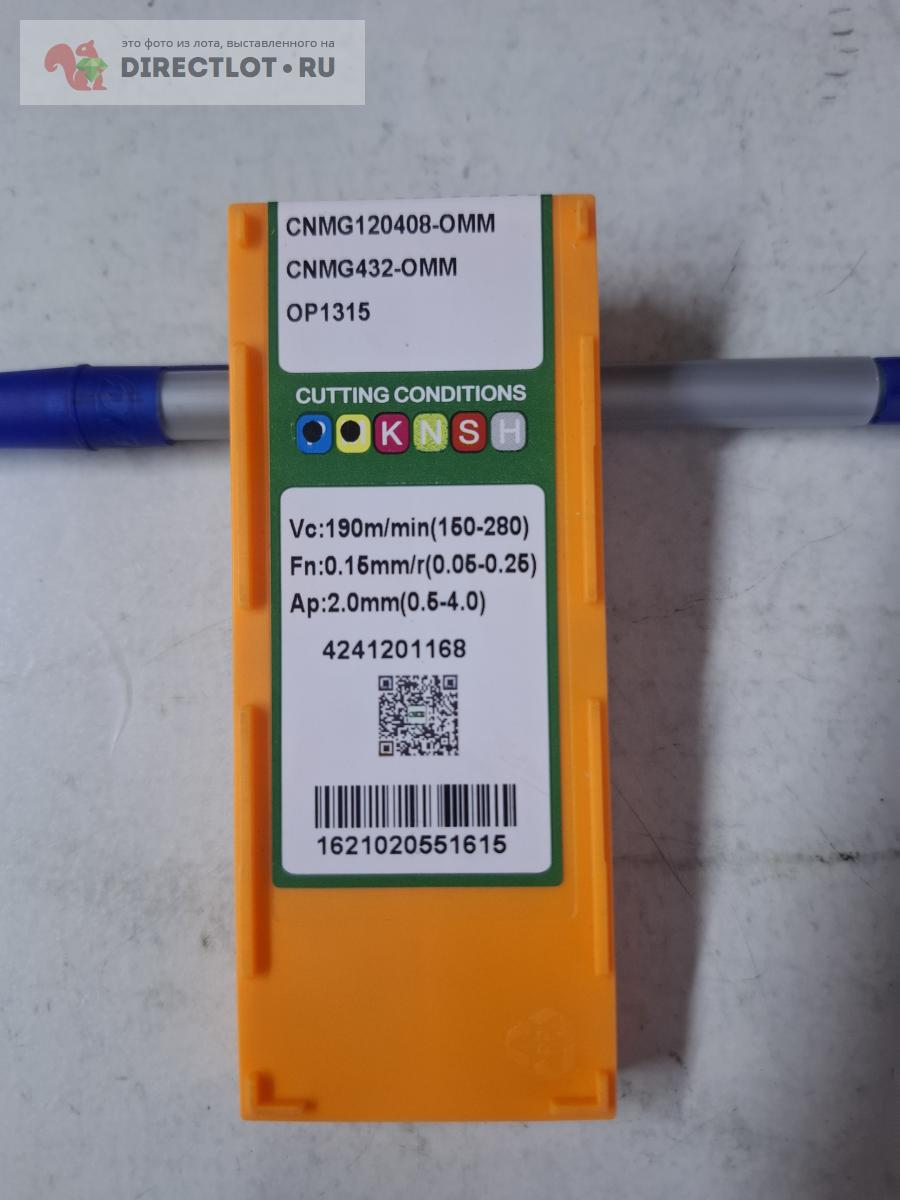 это фото из лота, выставленного на
DIRECTLOT.RU
CNMG120408-OMM
CNMG432-OMM
OP1315
CUTTING CONDITIONS
K N S H
Vc:190m/min(150-280)
Fn:0.15mm/r(0.05-0.25)
Ap:2.0mm(0.5-4.0)
4241201168
1621020551615